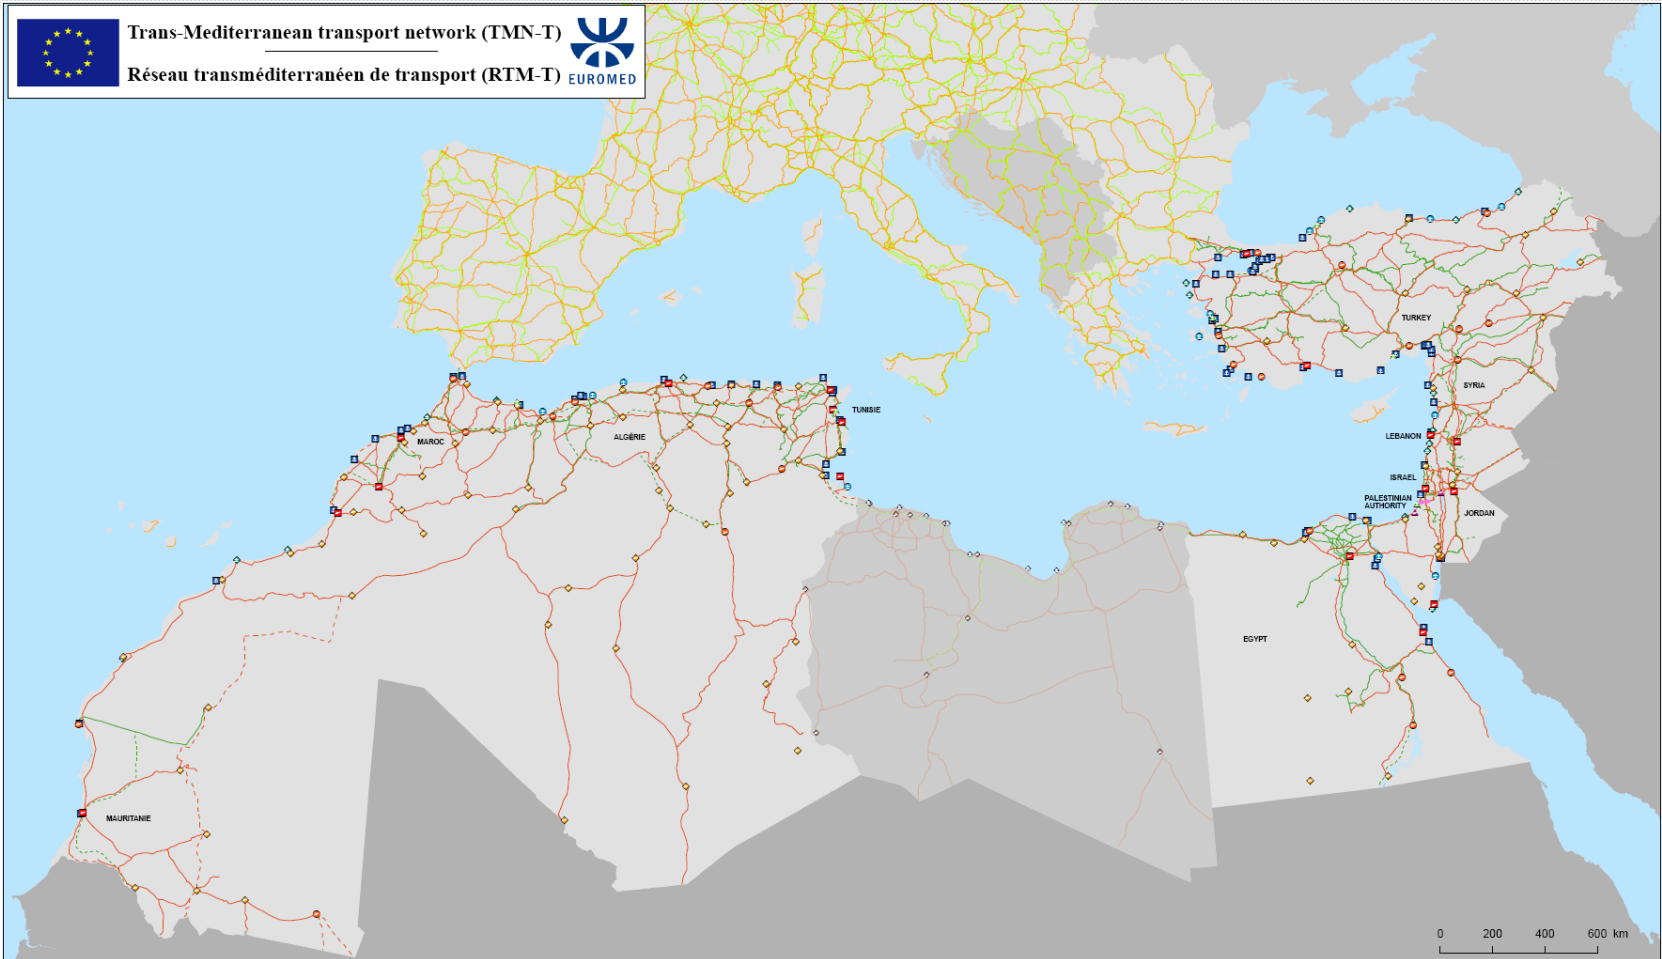 Trans-Mediterranean transport network (TMN-T)
Réseau transméditerranéen de transport (RTM-T)
EUROMED
TURKEY
SYRIA
TUNISIE
LEBANON
MAROC
ALGÉRIE
ISRAEL
PALESTINIAN
AUTHORITY
JORDAN
EGYPT
MAURITANIE
0 200 400 600 km